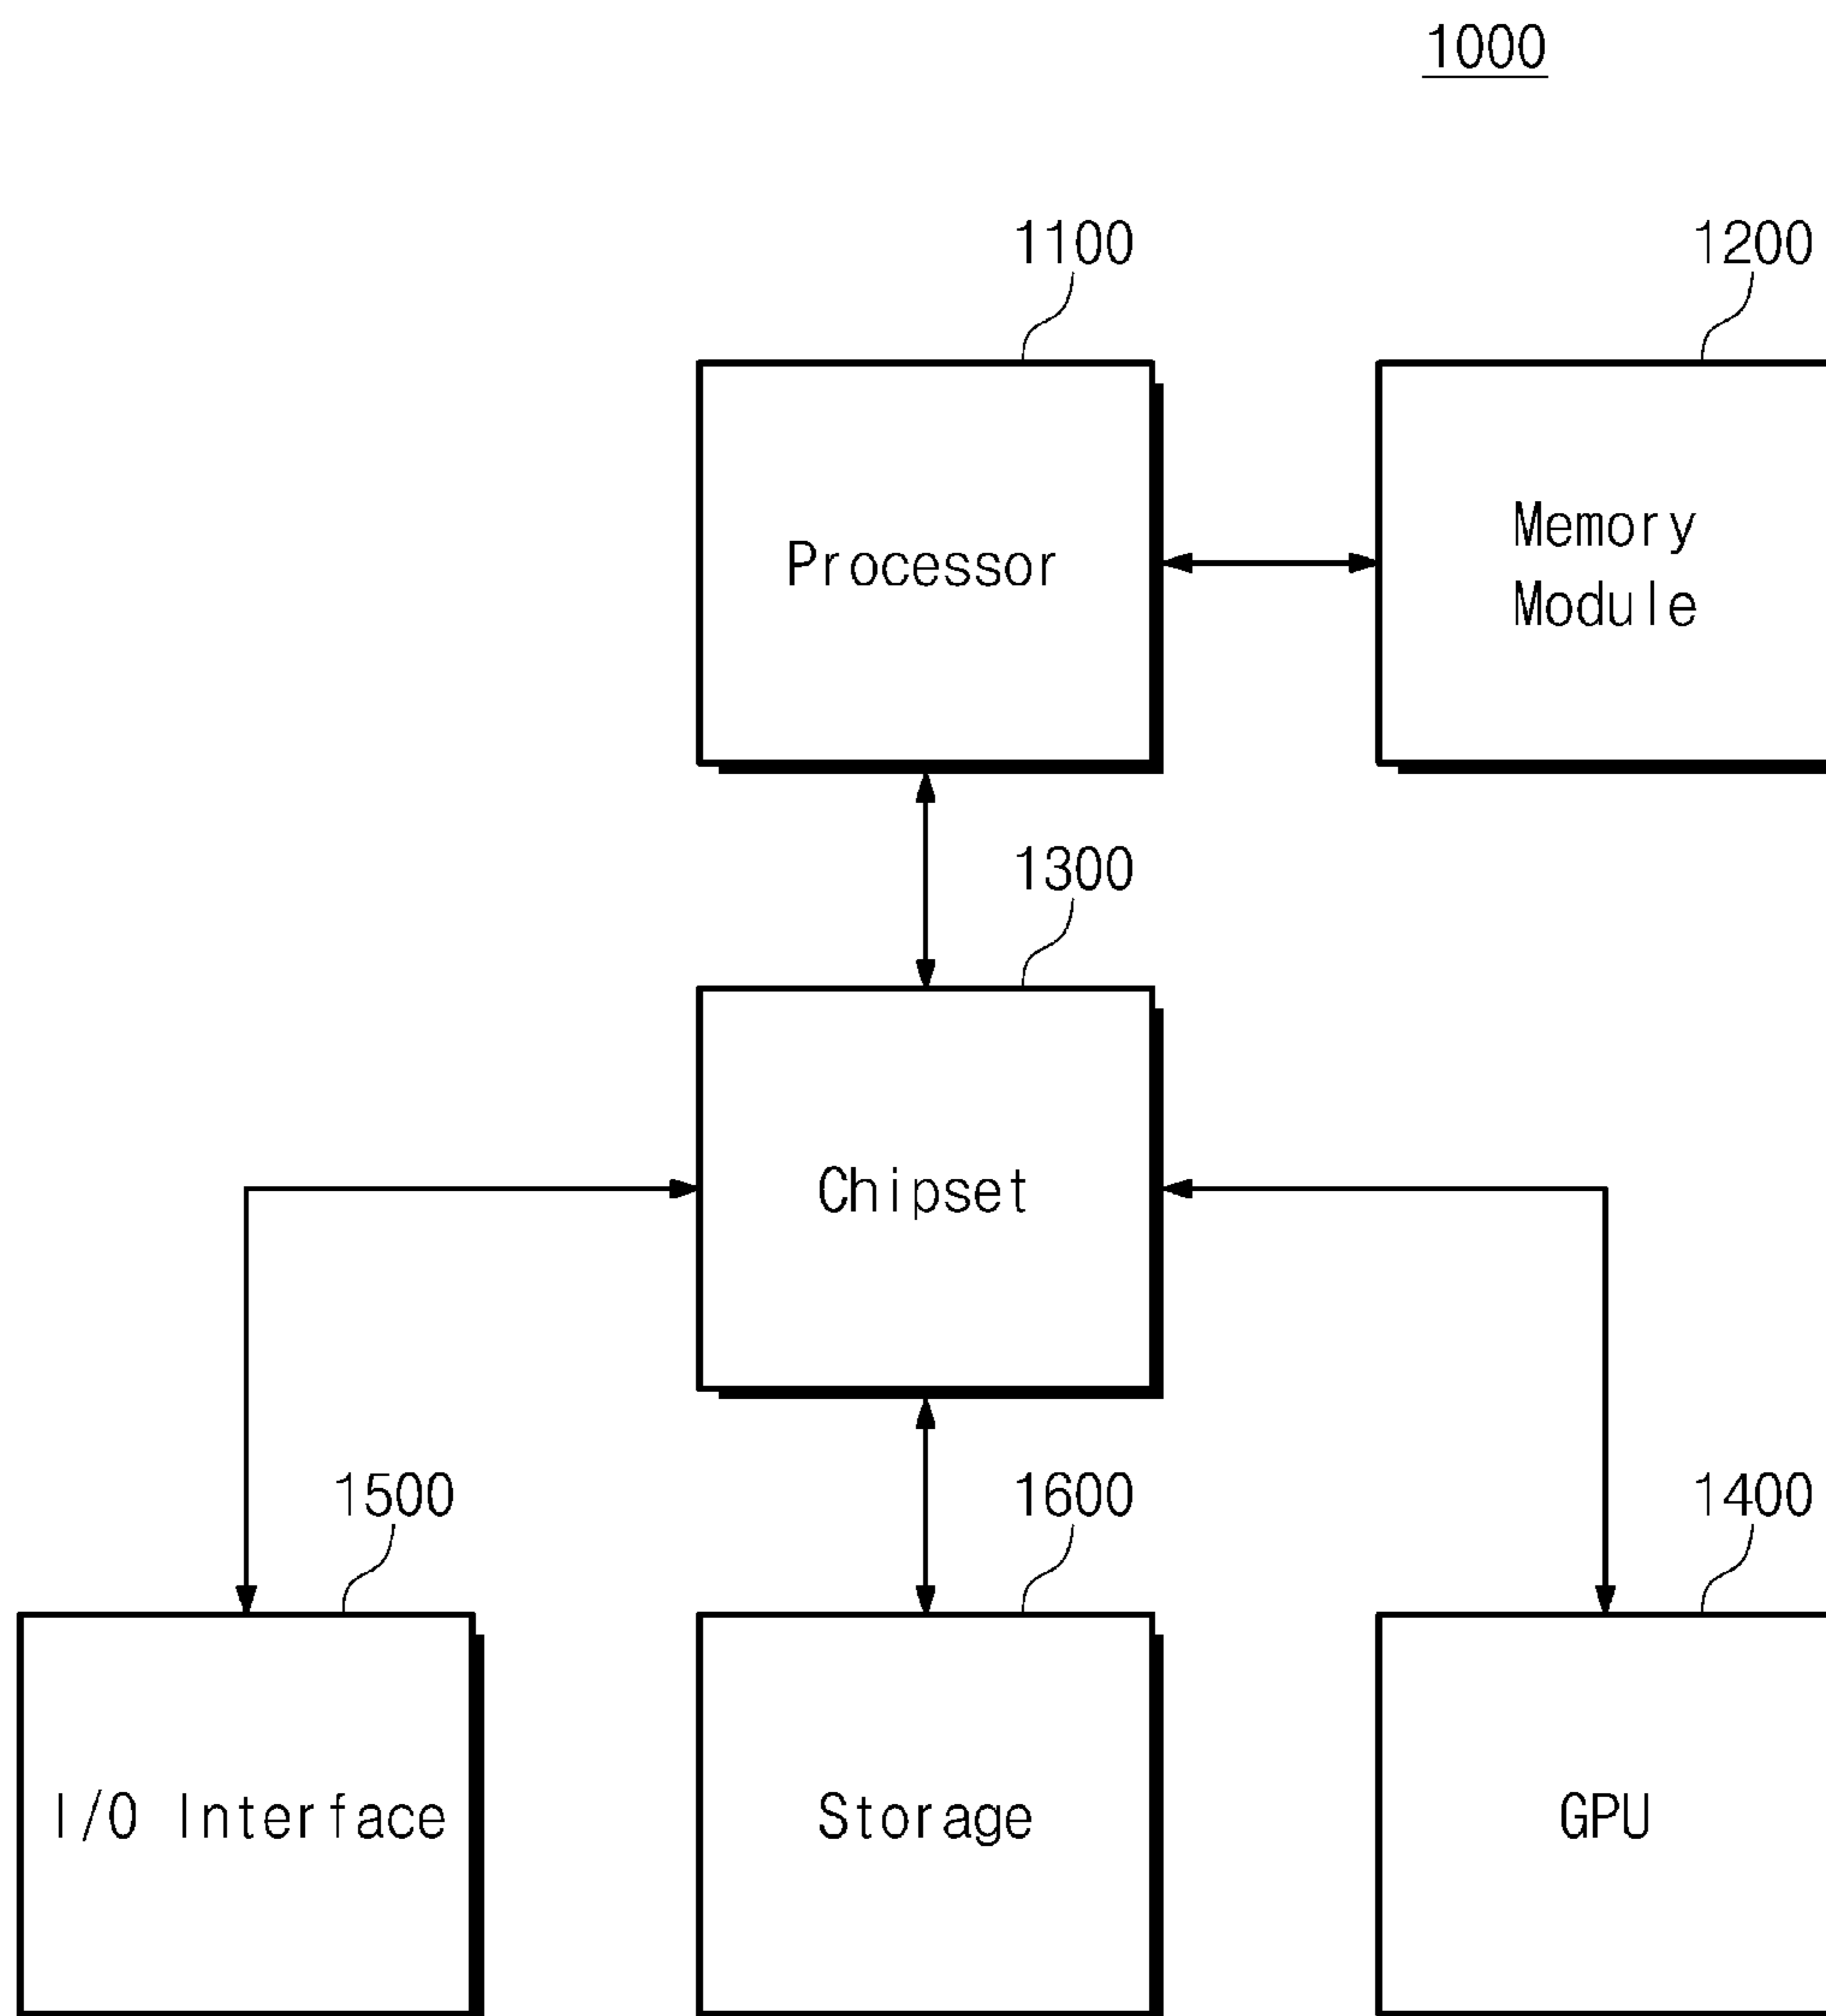 1000
1100
1200
Processor
Memory
Module
1300
Chipset
1500
1600
1400
I/O Interface
Storage
GPU